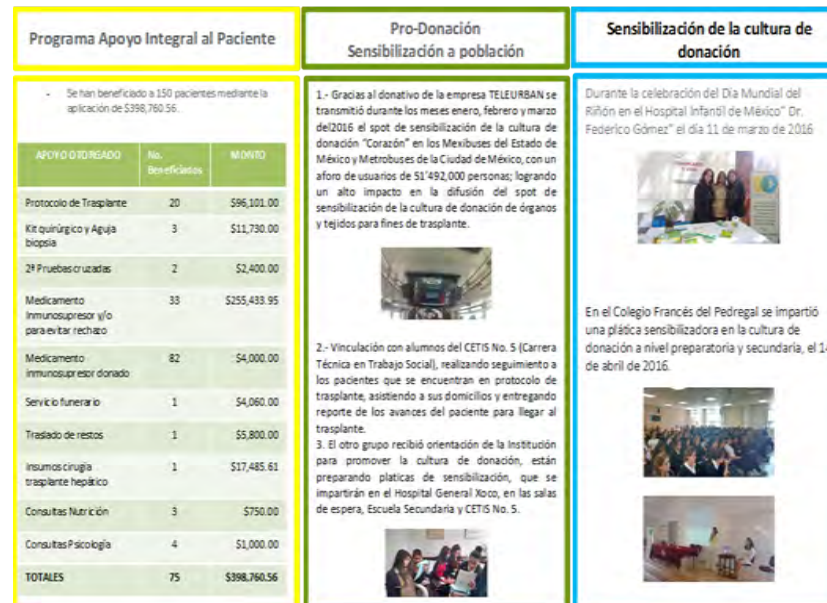 Programa Apoyo Integral al Paciente
- Se han beneficiado a 150 pacientes mediante la
aplicación de $398,760.56.
APOYO OTORGADO No. Beneficiados MONTO
Protocolo de Trasplante 20 $96,101.00
Kit quirúrgico y Aguja biopsia 3 $11,730.00
2ª Pruebas cruzadas 2 $2,400.00
Medicamento Inmunosupresor y/o para evitar rechazo 33 $255,433.95
Medicamento inmunosupresor donado 82 $4,000.00
Servicio funerario 1 $4,060.00
Traslado de restos 1 $5,800.00
Insumos cirugía trasplante hepático 1 $17,485.61
Consultas Nutrición 3 $750.00
Consultas Psicología 4 $1,000.00
TOTALES 75 $398,760.56
Pro-Donación
Sensibilización a población
1.- Gracias al donativo de la empresa TELEURBAN se
transmitió durante los meses enero, febrero y marzo
del2016 el spot de sensibilización de la cultura de
donación "Corazón" en los Mexibuses del Estado de
México y Metrobuses de la Ciudad de México, con un
aforo de usuarios de 51'492,000 personas; logrando
un alto impacto en la difusión del spot de
sensibilización de la cultura de donación de órganos
y tejidos para fines de trasplante.
2.- Vinculación con alumnos del CETIS No. 5 (Carrera
Técnica en Trabajo Social), realizando seguimiento a
los pacientes que se encuentran en protocolo de
trasplante, asistiendo a sus domicilios y entregando
reporte de los avances del paciente para llegar al
trasplante.
3. El otro grupo recibió orientación de la Institución
para promover la cultura de donación, están
preparando platicas de sensibilización, que se
impartirán en el Hospital General Xoco, en las salas
de espera, Escuela Secundaria y CETIS No. 5.
Sensibilización de la cultura de
donación
Durante la celebración del Día Mundial del
Riñón en el Hospital Infantil de México" Dr.
Federico Gómez" el día 11 de marzo de 2016
En el Colegio Francés del Pedregal se impartió
una plática sensibilizadora en la cultura de
donación a nivel preparatoria y secundaria, el 14
de abril de 2016.